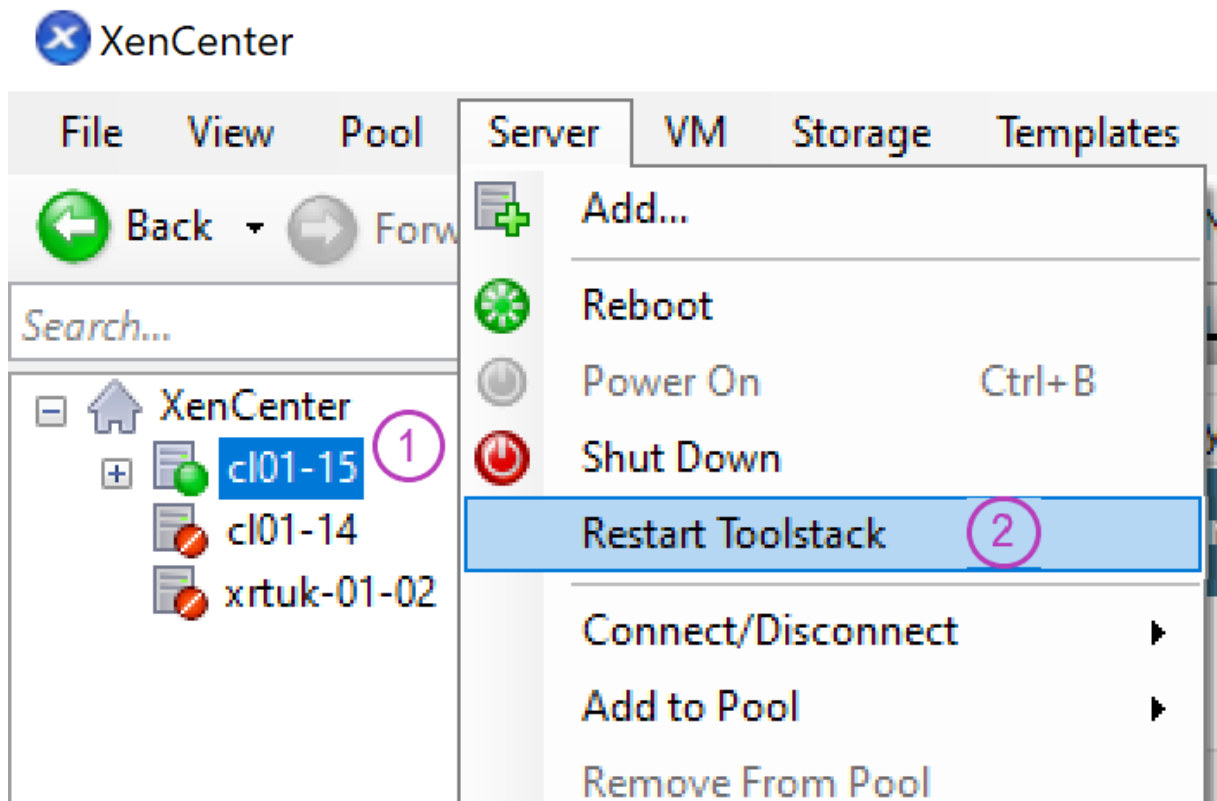 XenCenter
File View Pool Server VM Storage Templates
Back Forw
Search...
XenCenter
cl01-15
1
cl01-14
xrtuk-01-02
Add...
Reboot
Power On Ctrl+B
Shut Down
Restart Toolstack 2
Connect/Disconnect
Add to Pool
Remove From Pool